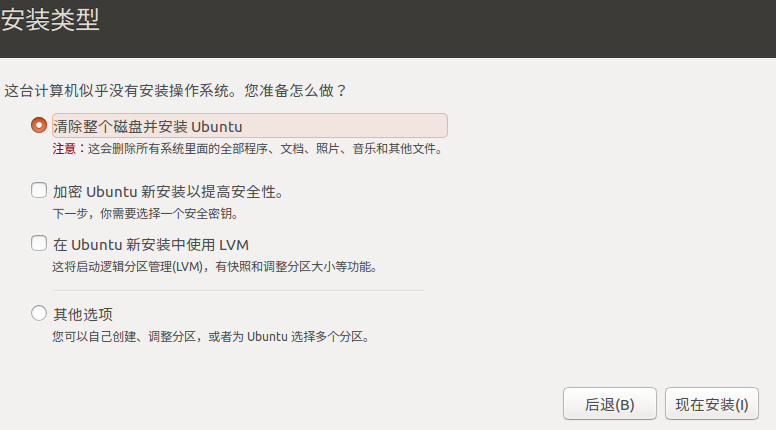 安装类型
这台计算机似乎没有安装操作系统。您准备怎么做？
清除整个磁盘并安装 Ubuntu
注意：这会删除所有系统里面的全部程序、文档、照片、音乐和其他文件。
加密 Ubuntu 新安装以提高安全性。
下一步，你需要选择一个安全密钥。
在 Ubuntu 新安装中使用 LVM
这将启动逻辑分区管理(LVM)，有快照和调整分区大小等功能。
其他选项
您可以自己创建、调整分区，或者为 Ubuntu 选择多个分区。
后退(B) 现在安装(I)